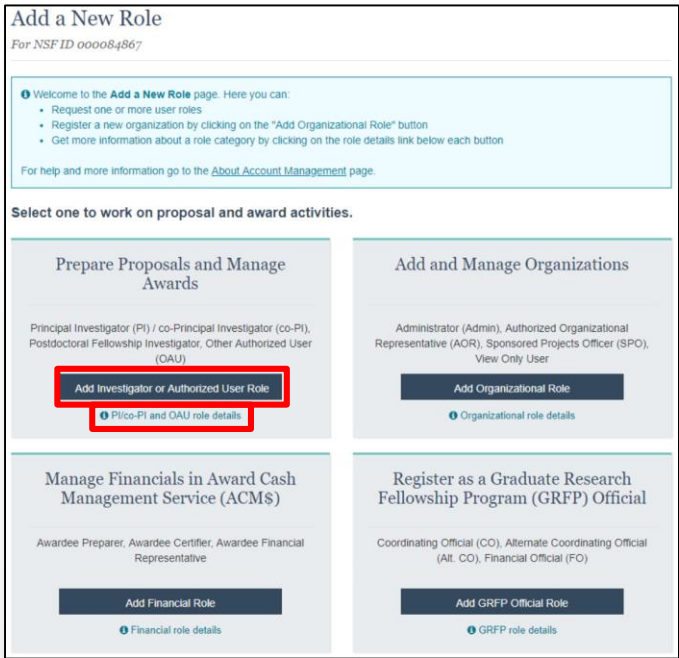 Add a New Role
For NSF ID 000084867
Welcome to the Add a New Role page. Here you can:
• Request one or more user roles
• Register a new organization by clicking on the "Add Organizational Role" button
• Get more information about a role category by clicking on the role details link below each button
For help and more information go to the About Account Management page.
Select one to work on proposal and award activities.
Prepare Proposals and Manage
Awards
Principal Investigator (PI) / co-Principal Investigator (co-PI),
Postdoctoral Fellowship Investigator, Other Authorized User
(OAU)
Add Investigator or Authorized User Role
PI/co-PI and OAU role details
Add and Manage Organizations
Administrator (Admin), Authorized Organizational
Representative (AOR), Sponsored Projects Officer (SPO),
View Only User
Add Organizational Role
Organizational role details
Manage Financials in Award Cash
Management Service (ACM$)
Awardee Preparer, Awardee Certifier, Awardee Financial
Representative
Add Financial Role
Financial role details
Register as a Graduate Research
Fellowship Program (GRFP) Official
Coordinating Official (CO), Alternate Coordinating Official
(Alt. CO), Financial Official (FO)
Add GRFP Official Role
GRFP role details